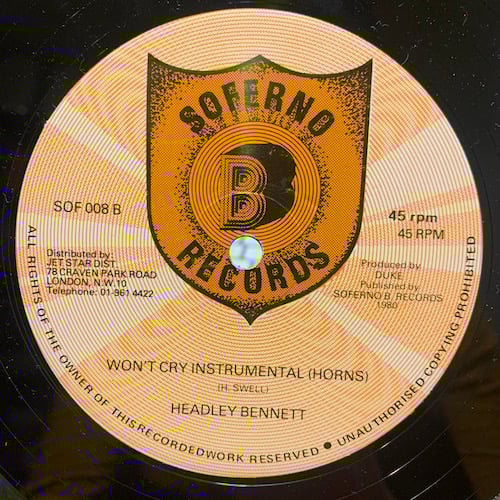 SOFERNO
B
RECORDS
SOF 008 B
45 rpm
45 RPM
Distributed by:
JET STAR DIST.
78 CRAVEN PARK ROAD
LONDON, N.W.10
Telephone: 01-961 4422
Produced by
DUKE
Published by
SOFERNO B. RECORDS
1980
WON'T CRY INSTRUMENTAL (HORNS)
(H. SWELL)
HEADLEY BENNETT
ALL RIGHTS OF THE OWNER OF THIS RECORDEDWORK RESERVED ● UNAUTHORISED COPYING PROHIBITED